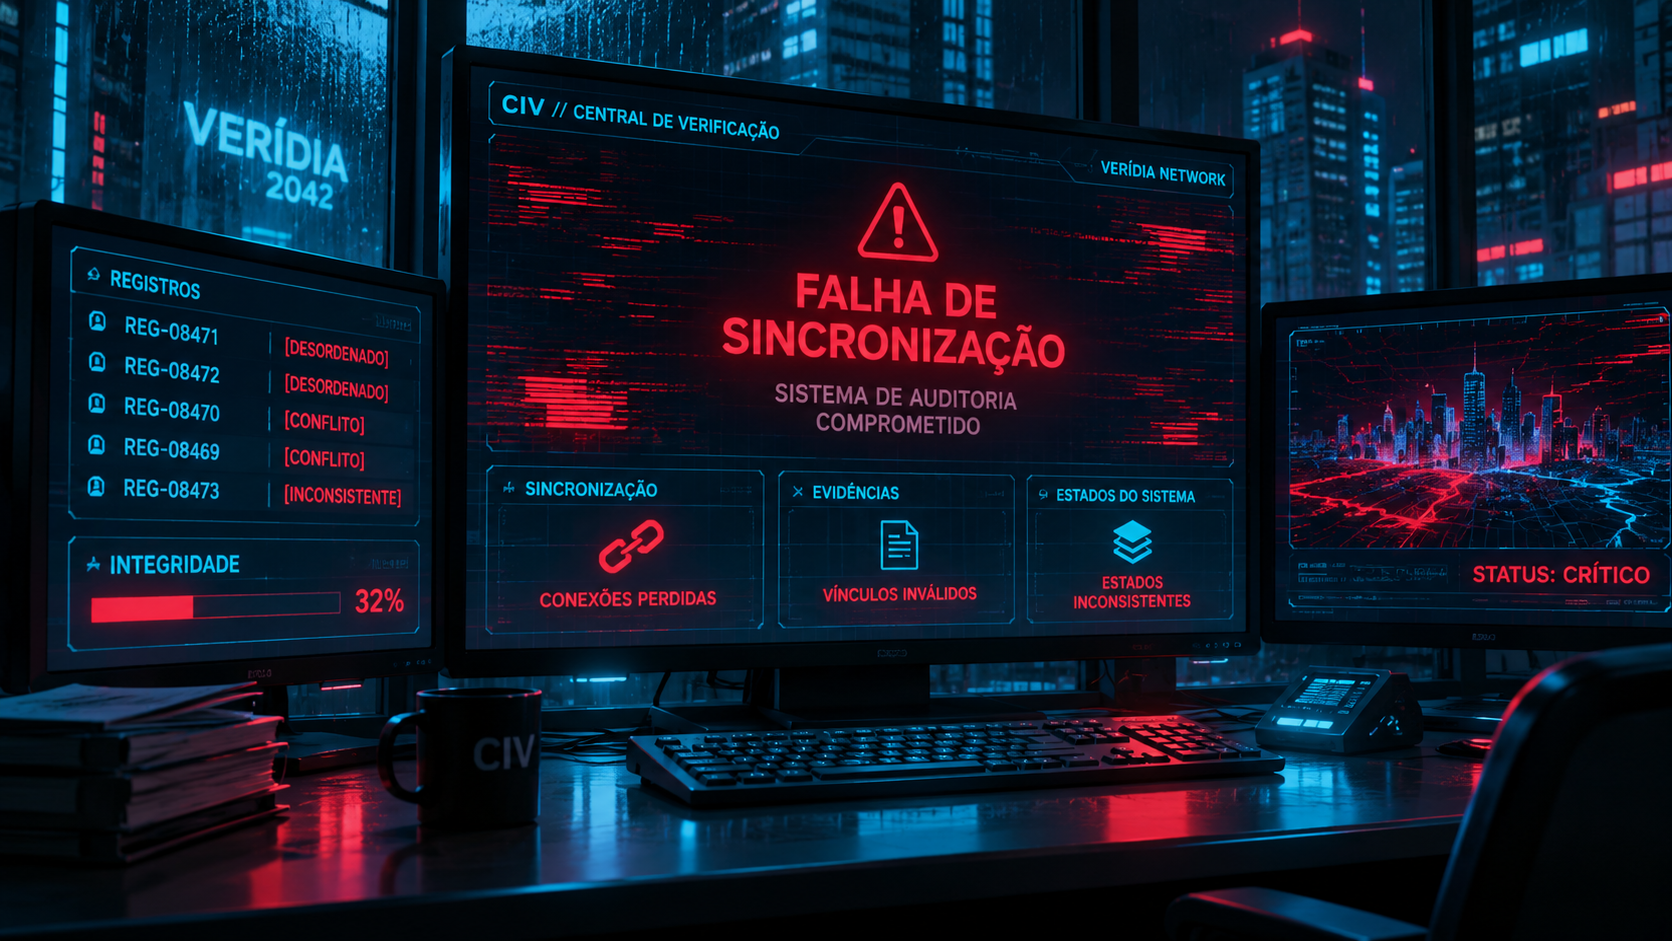 VERÍDIA
2042
REGISTROS
REG-08471 [DESORDENADO]
REG-08472 [DESORDENADO]
REG-08470 [CONFLITO]
REG-08469 [CONFLITO]
REG-08473 [INCONSISTENTE]
INTEGRIDADE
32%
CIV // CENTRAL DE VERIFICAÇÃO
VERÍDIA NETWORK
FALHA DE
SINCRONIZAÇÃO
SISTEMA DE AUDITORIA
COMPROMETIDO
SINCRONIZAÇÃO
CONEXÕES PERDIDAS
EVIDÊNCIAS
VÍNCULOS INVÁLIDOS
ESTADOS DO SISTEMA
ESTADOS
INCONSISTENTES
STATUS: CRÍTICO
CIV